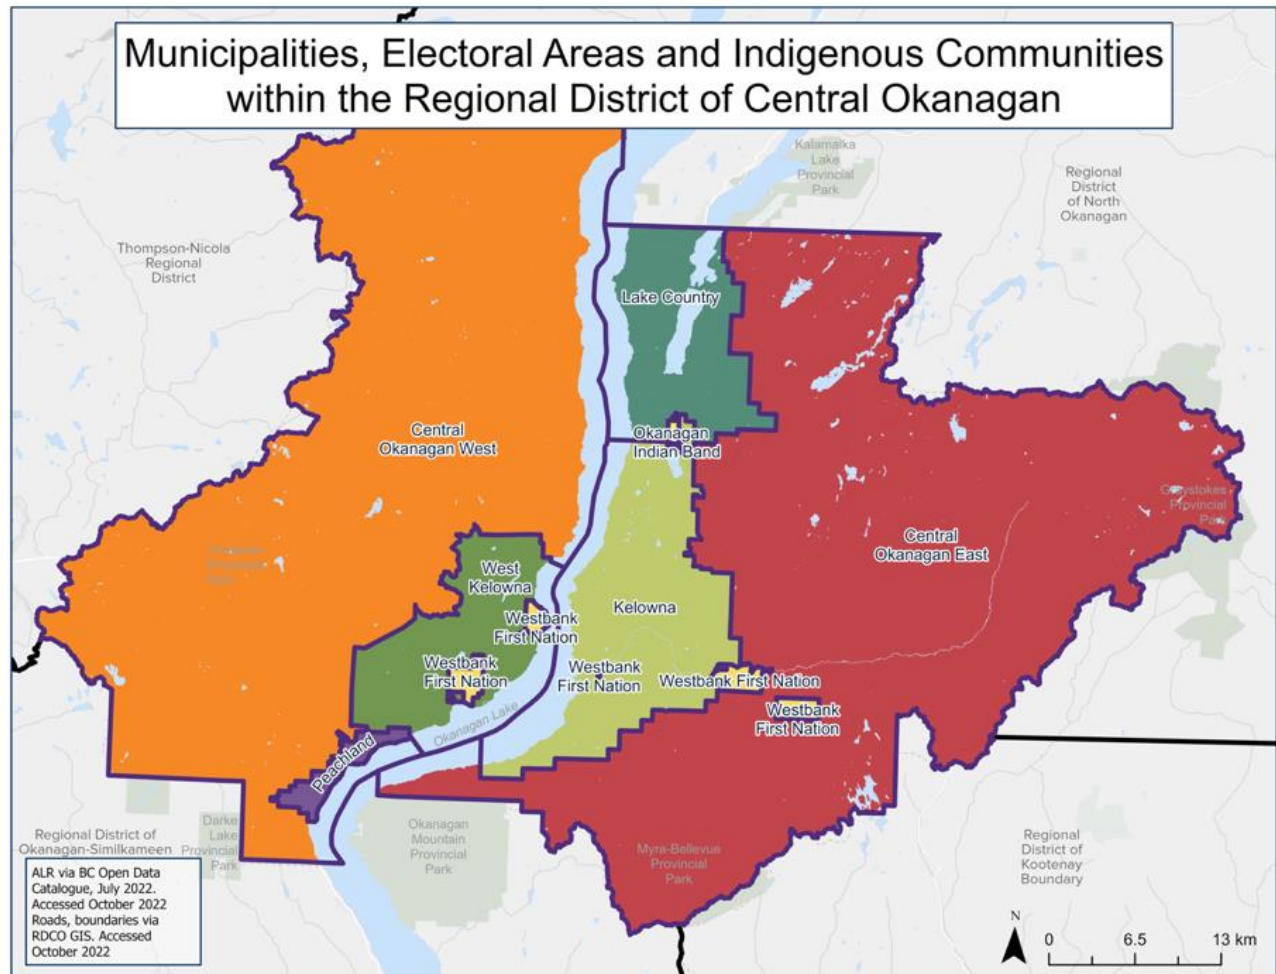 Municipalities, Electoral Areas and Indigenous Communities
within the Regional District of Central Okanagan
Kalamalka
Lake
Provincial
Park
Regional
District
of North
Okanagan
Thompson-Nicola
Regional
District
Lake Country
Central
Okanagan West
Okanagan
Indian Band
Graystokes
Provincial
Park
Central
Okanagan East
West
Kelowna
Kelowna
Westbank
First Nation
Westbank
First Nation
Westbank
First Nation
Westbank First Nation
Westbank
First Nation
Okanagan Lake
Peachland
Darke
Lake
Provincial
Park
Okanagan
Mountain
Provincial
Park
Myra-Bellevue
Provincial
Park
Regional District of
Okanagan-Similkameen
Regional
District of
Kootenay
Boundary
ALR via BC Open Data
Catalogue, July 2022.
Accessed October 2022
Roads, boundaries via
RDCO GIS. Accessed
October 2022
N
0 6.5 13 km